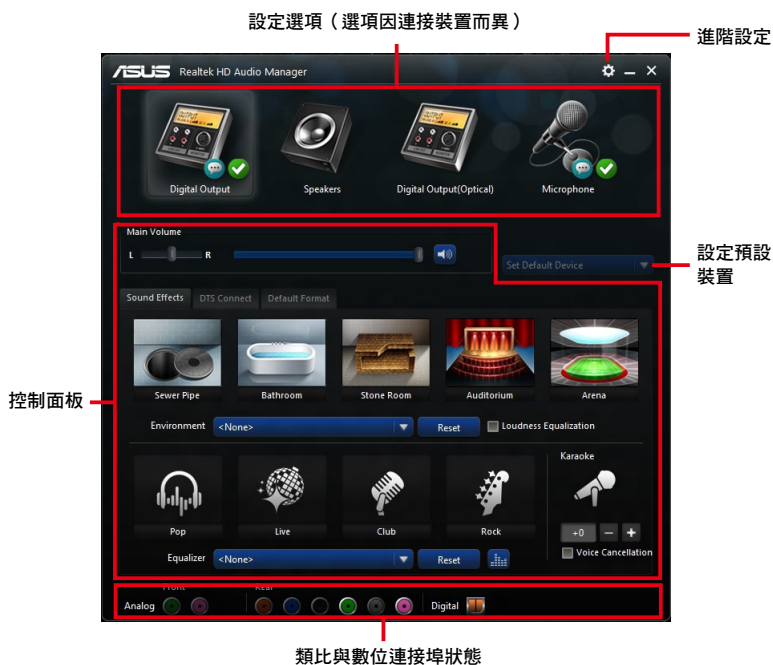 設定選項（選項因連接裝置而異）
進階設定
ASUS Realtek HD Audio Manager
OUTPUT
OUTPUT
Digital Output
Speakers
Digital Output(Optical)
Microphone
Main Volume
L R
Set Default Device
設定預設
裝置
Sound Effects DTS Connect Default Format
Sewer Pipe
Bathroom
Stone Room
Auditorium
Arena
控制面板
Environment <None> Reset Loudness Equalization
Karaoke
Pop
Live
Club
Rock
+0 − +
Equalizer <None> Reset
Voice Cancellation
Front
Rear
Analog
Digital
類比與數位連接埠狀態